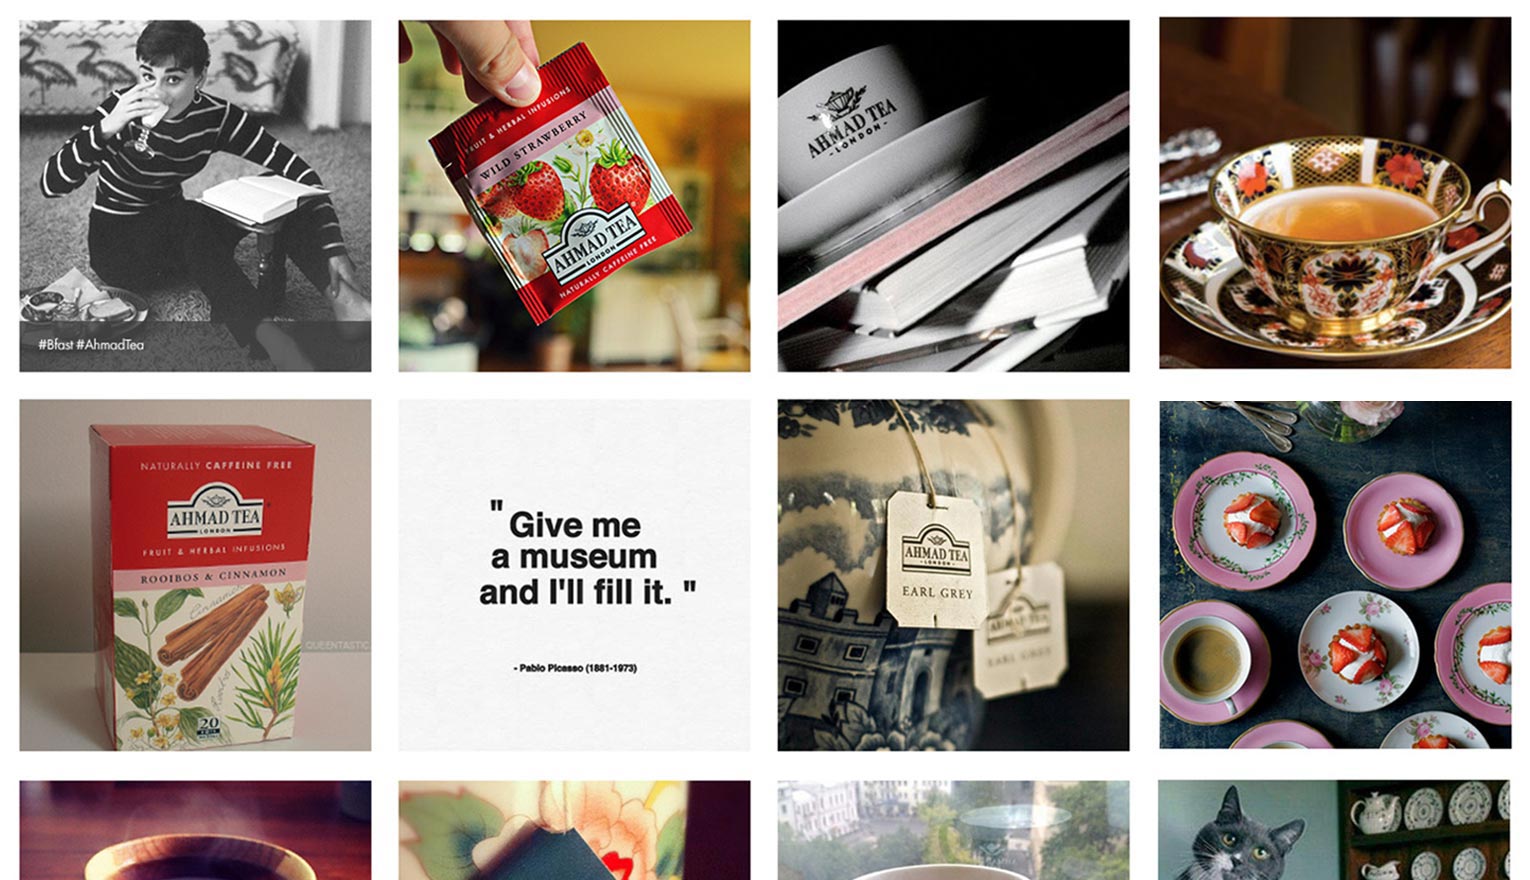 FRUIT & HERBAL INFUSIONS
WILD STRAWBERRY
AHMAD TEA
LONDON
NATURALLY CAFFEINE FREE
AHMAD TEA
-LONDON-
#Bfast #AhmadTea
NATURALLY CAFFEINE FREE
AHMAD TEA
LONDON
FRUIT & HERBAL INFUSIONS
ROOIBOS & CINNAMON
Cinnamon
QUEENTASTIC.
20
" Give me
a museum
and I'll fill it. "
- Pablo Picasso (1881-1973)
AHMAD TEA
-LONDON-
EARL GREY
AHMAD TEA
EARL GREY